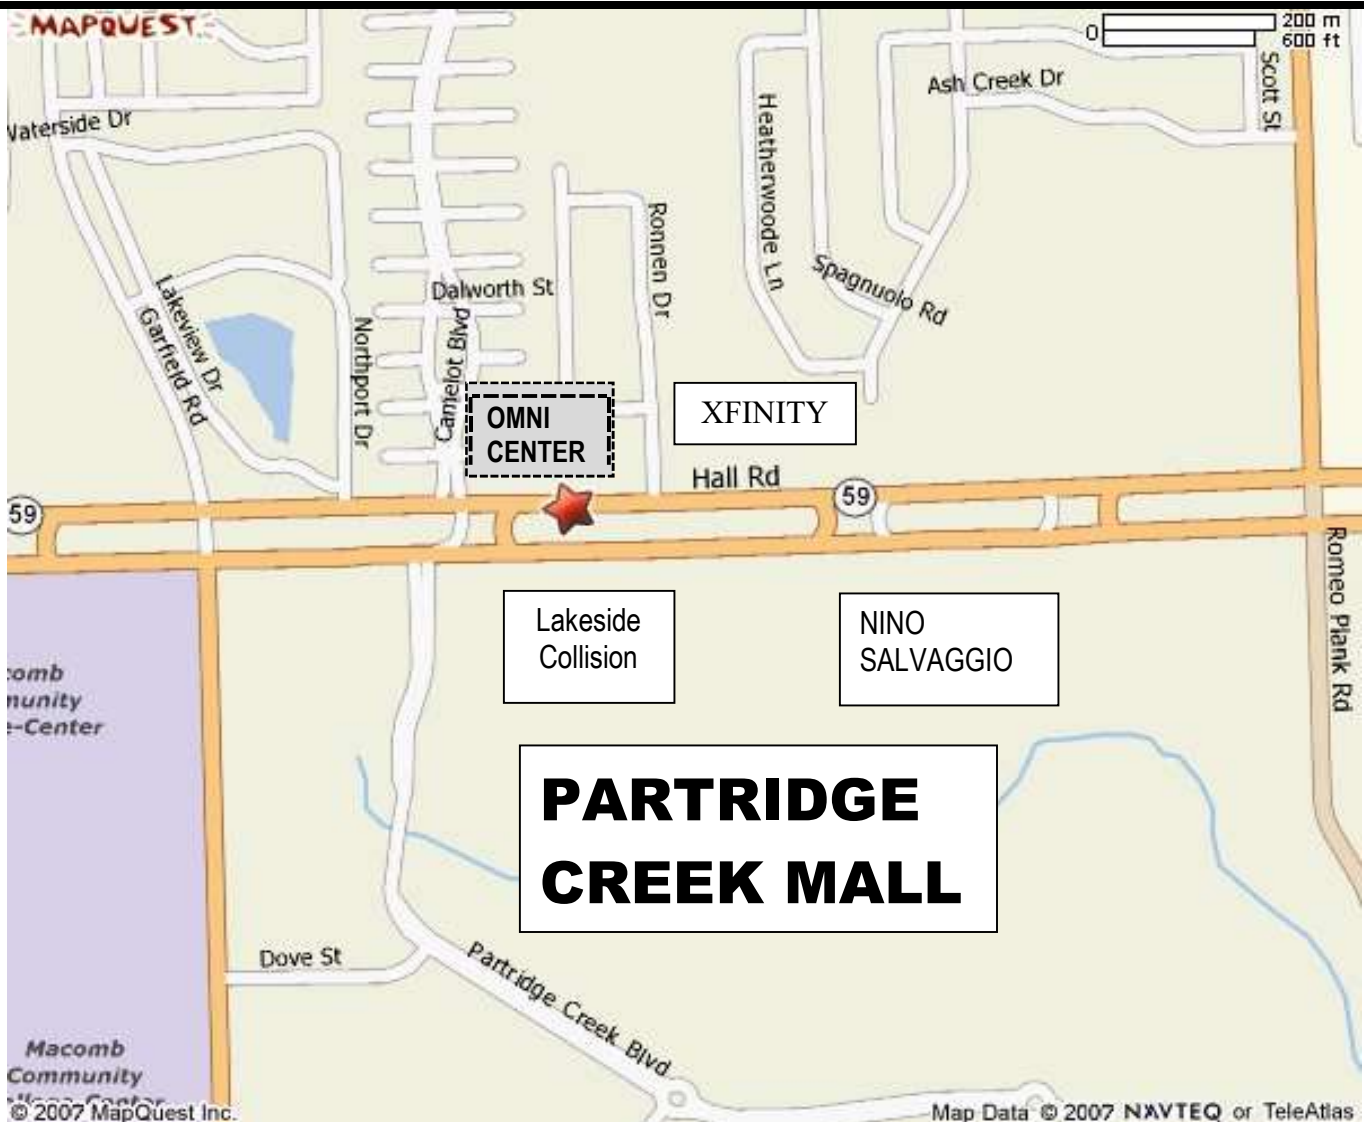 MAPQUEST
200 m
0
600 ft
Scott St
Ash Creek Dr
Waterside Dr
Heatherwoode Ln
Ronnen Dr
Spagnuolo Rd
Dalworth St
Lakeview Dr
Garfield Rd
Northport Dr
Camelot Blvd
OMNI
CENTER
XFINITY
Hall Rd
59
59
Romeo Plank Rd
Lakeside
Collision
NINO
SALVAGGIO
PARTRIDGE
CREEK MALL
Dove St
Partridge Creek Blvd
-Center
Macomb
Community
© 2007 MapQuest Inc.
Map Data © 2007 NAVTEQ or TeleAtlas